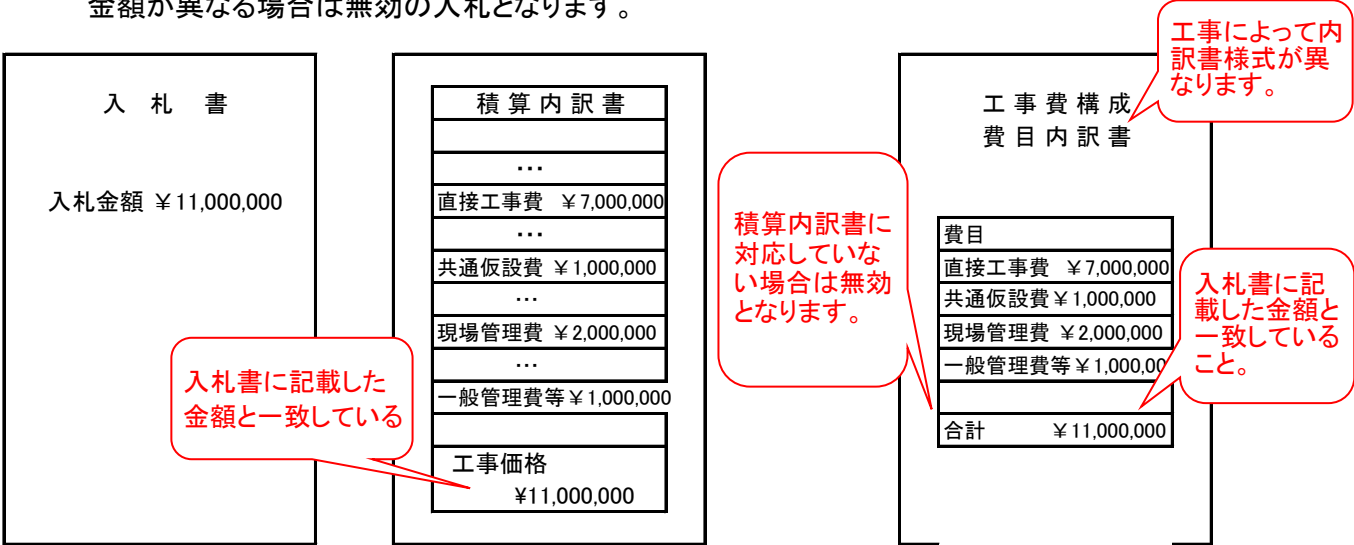 金額が異なる場合は無効の入札となります。
入 札 書
入札金額 ￥11,000,000
積 算 内 訳 書
…
直接工事費 ￥7,000,000
…
共通仮設費 ￥1,000,000
…
現場管理費 ￥2,000,000
…
一般管理費等￥1,000,000
工事価格
¥11,000,000
入札書に記載した
金額と一致している
積算内訳書に
対応していな
い場合は無効
となります。
工事によって内
訳書様式が異
なります。
工 事 費 構 成
費 目 内 訳 書
費目
直接工事費 ￥7,000,000
共通仮設費￥1,000,000
現場管理費 ￥2,000,000
一般管理費等￥1,000,00
合計 ￥11,000,000
入札書に記
載した金額と
一致している
こと。